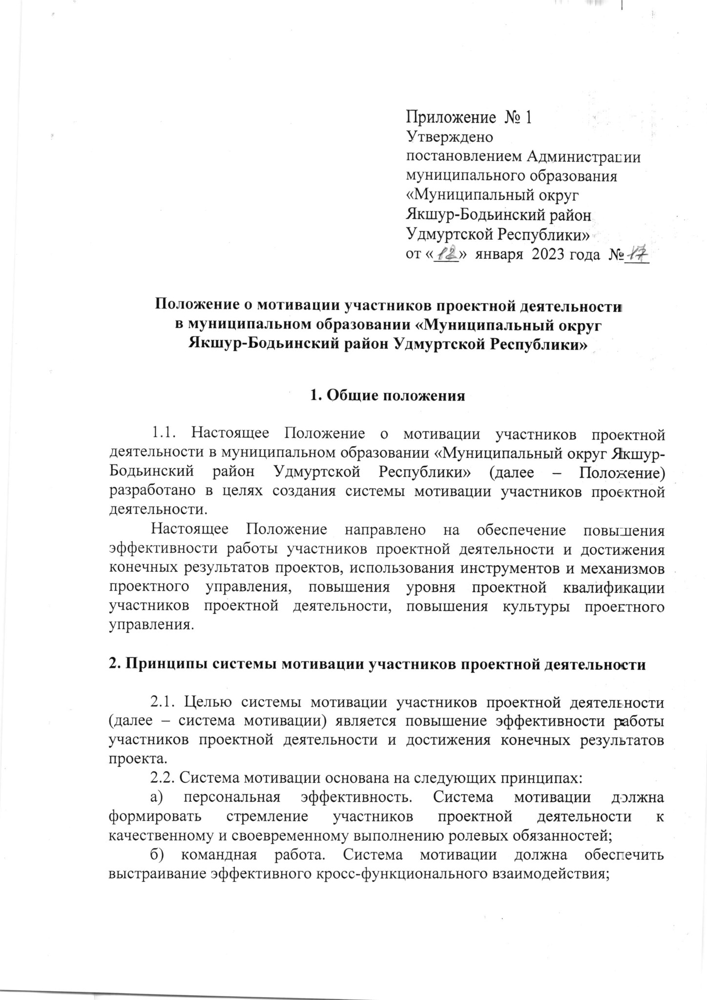 Приложение № 1
Утверждено
постановлением Администрации
муниципального образования
«Муниципальный округ
Якшур-Бодьинский район
Удмуртской Республики»
от «12» января 2023 года № 17
Положение о мотивации участников проектной деятельности
в муниципальном образовании «Муниципальный округ
Якшур-Бодьинский район Удмуртской Республики»
1. Общие положения
1.1. Настоящее Положение о мотивации участников проектной
деятельности в муниципальном образовании «Муниципальный округ Якшур-
Бодьинский район Удмуртской Республики» (далее – Положение)
разработано в целях создания системы мотивации участников проектной
деятельности.
Настоящее Положение направлено на обеспечение повышения
эффективности работы участников проектной деятельности и достижения
конечных результатов проектов, использования инструментов и механизмов
проектного управления, повышения уровня проектной квалификации
участников проектной деятельности, повышения культуры проектного
управления.
2. Принципы системы мотивации участников проектной деятельности
2.1. Целью системы мотивации участников проектной деятельности
(далее – система мотивации) является повышение эффективности работы
участников проектной деятельности и достижения конечных результатов
проекта.
2.2. Система мотивации основана на следующих принципах:
а) персональная эффективность. Система мотивации должна
формировать стремление участников проектной деятельности к
качественному и своевременному выполнению ролевых обязанностей;
б) командная работа. Система мотивации должна обеспечить
выстраивание эффективного кросс-функционального взаимодействия;